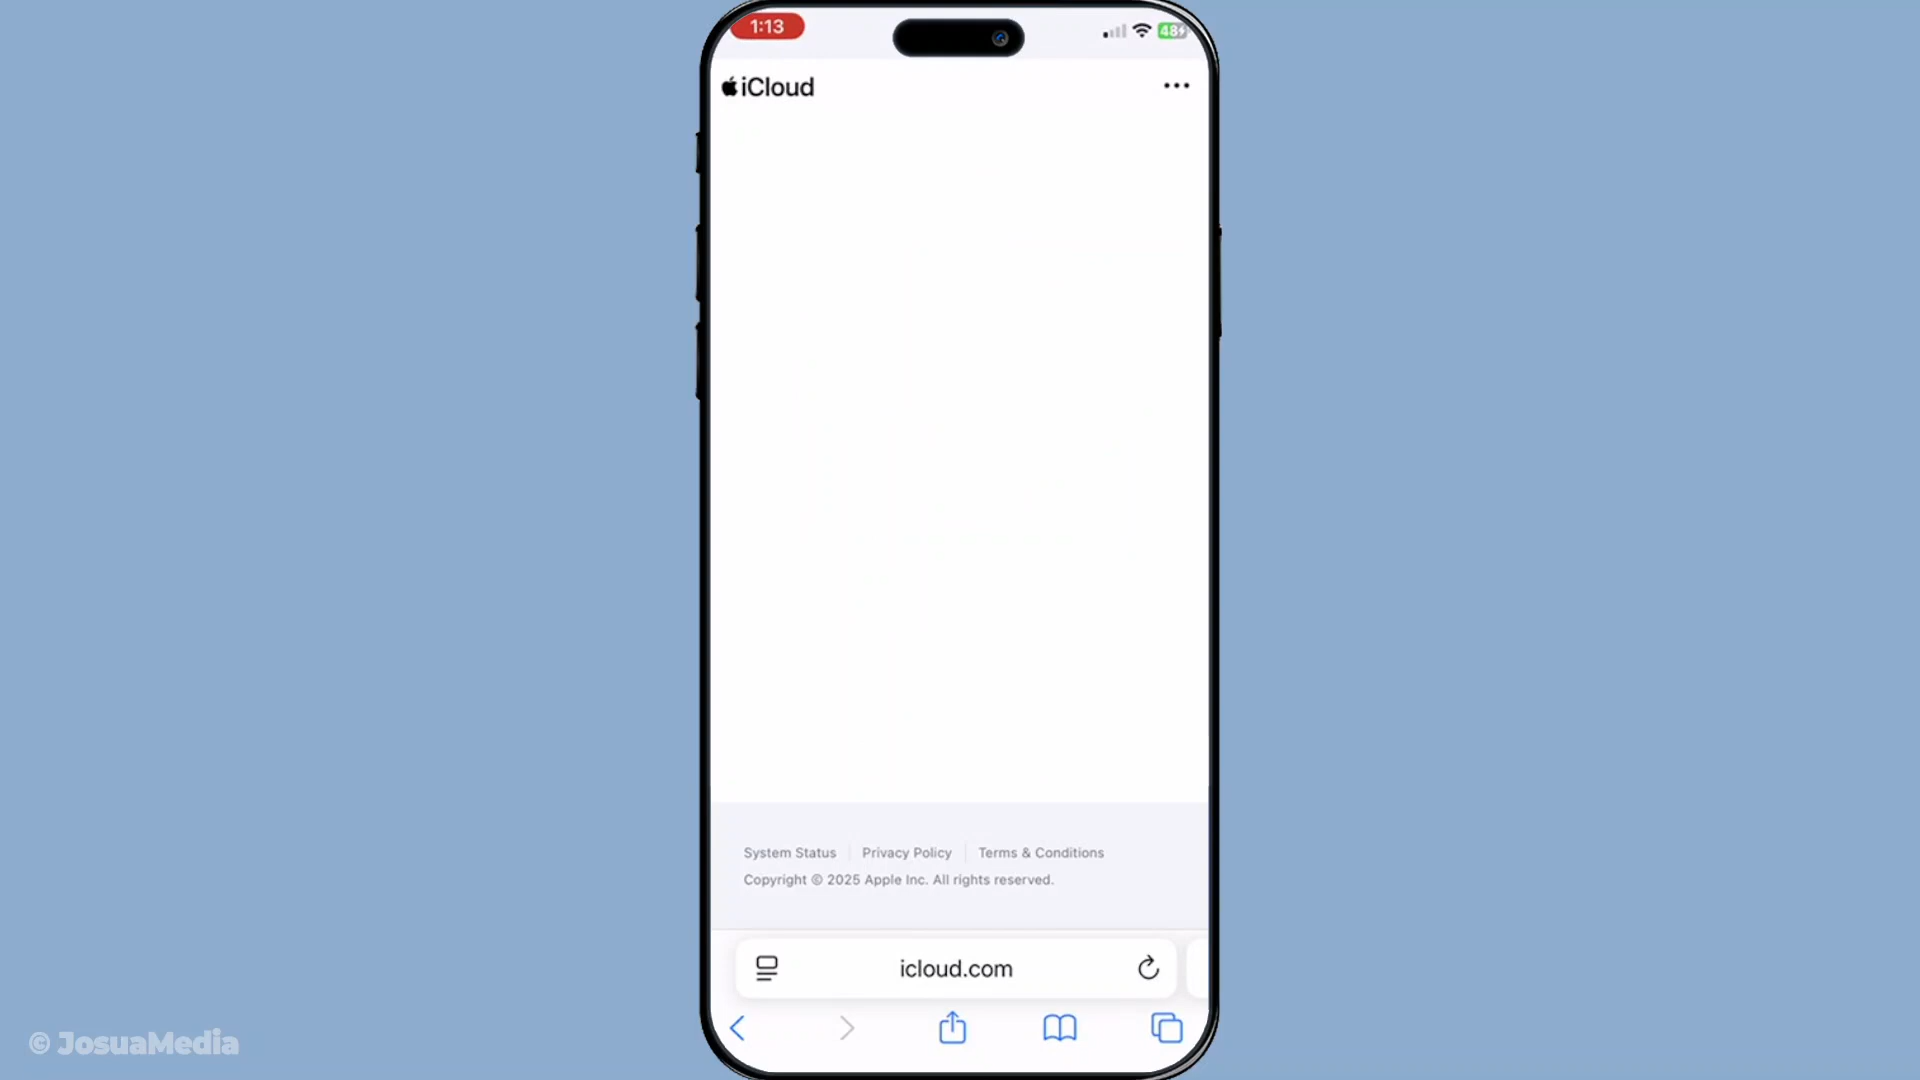 1:13
48
iCloud
System Status
Privacy Policy
Terms & Conditions
Copyright © 2025 Apple Inc. All rights reserved.
icloud.com
© JosuaMedia